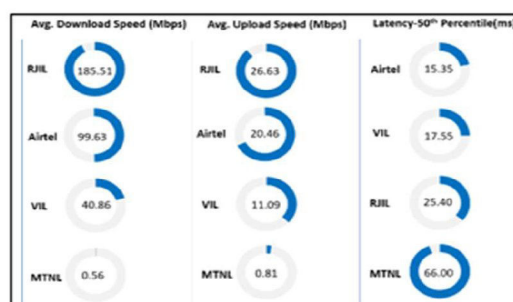 Avg. Download Speed (Mbps)
RJIL 185.51
Airtel 99.63
VIL 40.86
MTNL 0.56
Avg. Upload Speed (Mbps)
RJIL 26.63
Airtel 20.46
VIL 11.09
MTNL 0.81
Latency-50th Percentile(ms)
Airtel 15.35
VIL 17.55
RJIL 25.40
MTNL 66.00